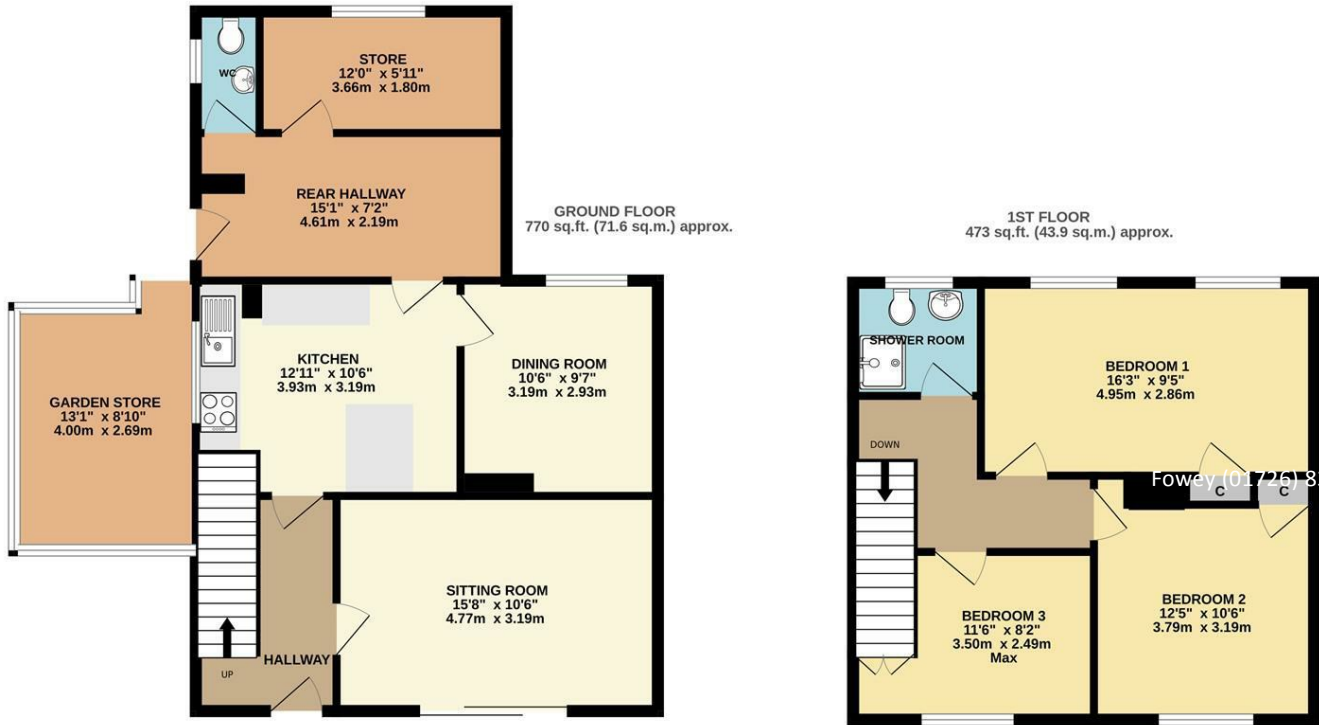 WC
STORE
12'0" x 5'11"
3.66m x 1.80m
REAR HALLWAY
15'1" x 7'2"
4.61m x 2.19m
GROUND FLOOR
770 sq.ft. (71.6 sq.m.) approx.
KITCHEN
12'11" x 10'6"
3.93m x 3.19m
DINING ROOM
10'6" x 9'7"
3.19m x 2.93m
GARDEN STORE
13'1" x 8'10"
4.00m x 2.69m
SITTING ROOM
15'8" x 10'6"
4.77m x 3.19m
HALLWAY
UP
1ST FLOOR
473 sq.ft. (43.9 sq.m.) approx.
SHOWER ROOM
BEDROOM 1
16'3" x 9'5"
4.95m x 2.86m
DOWN
Fowey (01726) 83
C
C
BEDROOM 2
12'5" x 10'6"
3.79m x 3.19m
BEDROOM 3
11'6" x 8'2"
3.50m x 2.49m
Max